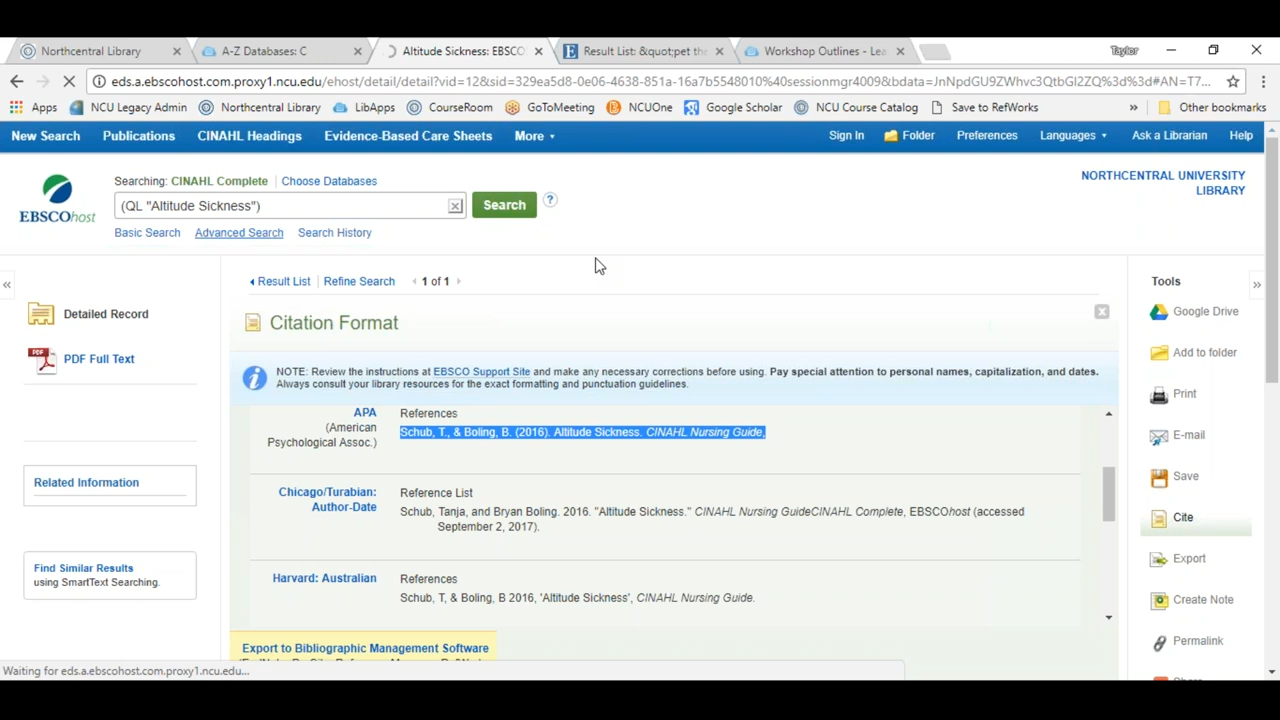 Northcentral Library
A-Z Databases: C
Altitude Sickness: EBSCO
Result List: &quot;pet the
Workshop Outlines - Lea
Taylor
eds.a.ebscohost.com.proxy1.ncu.edu/ehost/detail/detail?vid=12&sid=329ea5d8-0e06-4638-851a-16a7b5548010%40sessionmgr4009&bdata=JnNpdGU9ZWhvc3QtbGl2ZQ%3d%3d#AN=T7...
Apps
NCU Legacy Admin
Northcentral Library
LibApps
CourseRoom
GoToMeeting
NCUOne
Google Scholar
NCU Course Catalog
Save to RefWorks
»
Other bookmarks
New Search
Publications
CINAHL Headings
Evidence-Based Care Sheets
More
Sign In
Folder
Preferences
Languages
Ask a Librarian
Help
EBSCOhost
Searching: CINAHL Complete
Choose Databases
(QL "Altitude Sickness")
Search
?
Basic Search
Advanced Search
Search History
NORTHCENTRAL UNIVERSITY
LIBRARY
«
Detailed Record
PDF
PDF Full Text
Related Information
Find Similar Results
using SmartText Searching.
Result List
Refine Search
1 of 1
Citation Format
NOTE: Review the instructions at EBSCO Support Site and make any necessary corrections before using. Pay special attention to personal names, capitalization, and dates.
Always consult your library resources for the exact formatting and punctuation guidelines.
APA
(American
Psychological Assoc.)
References
Schub, T., & Boling, B. (2016). Altitude Sickness. CINAHL Nursing Guide,
Chicago/Turabian:
Author-Date
Reference List
Schub, Tanja, and Bryan Boling. 2016. "Altitude Sickness." CINAHL Nursing GuideCINAHL Complete, EBSCOhost (accessed
September 2, 2017).
Harvard: Australian
References
Schub, T, & Boling, B 2016, 'Altitude Sickness', CINAHL Nursing Guide.
Export to Bibliographic Management Software
Tools
»
Google Drive
Add to folder
Print
E-mail
Save
Cite
Export
Create Note
Permalink
Waiting for eds.a.ebscohost.com.proxy1.ncu.edu...